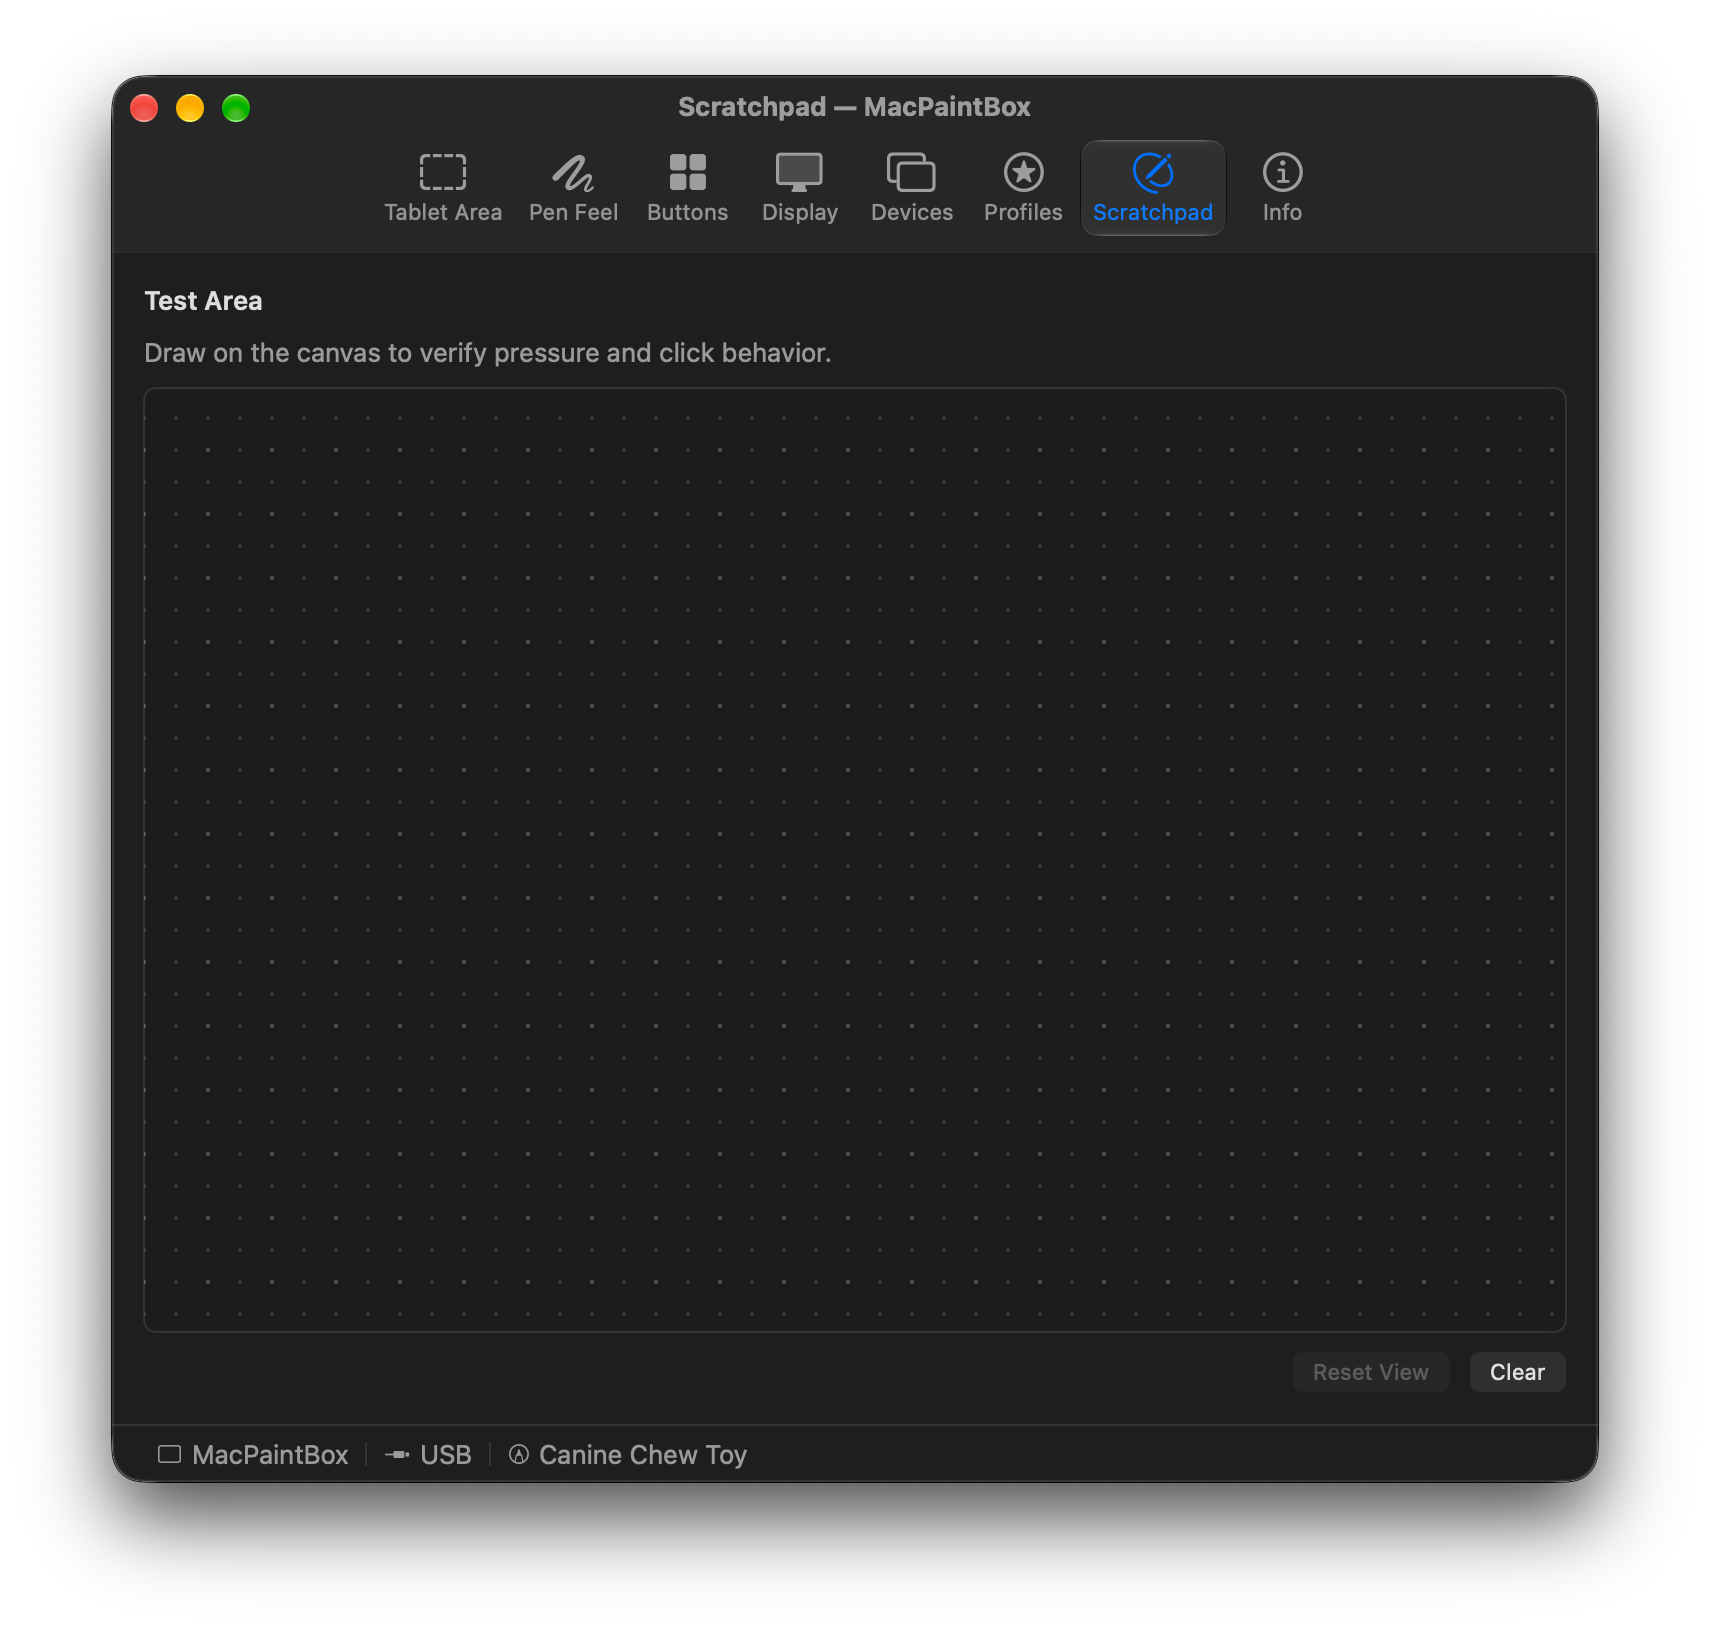 Scratchpad — MacPaintBox
Tablet Area Pen Feel Buttons Display Devices Profiles Scratchpad Info
Test Area
Draw on the canvas to verify pressure and click behavior.
Reset View Clear
MacPaintBox USB Canine Chew Toy